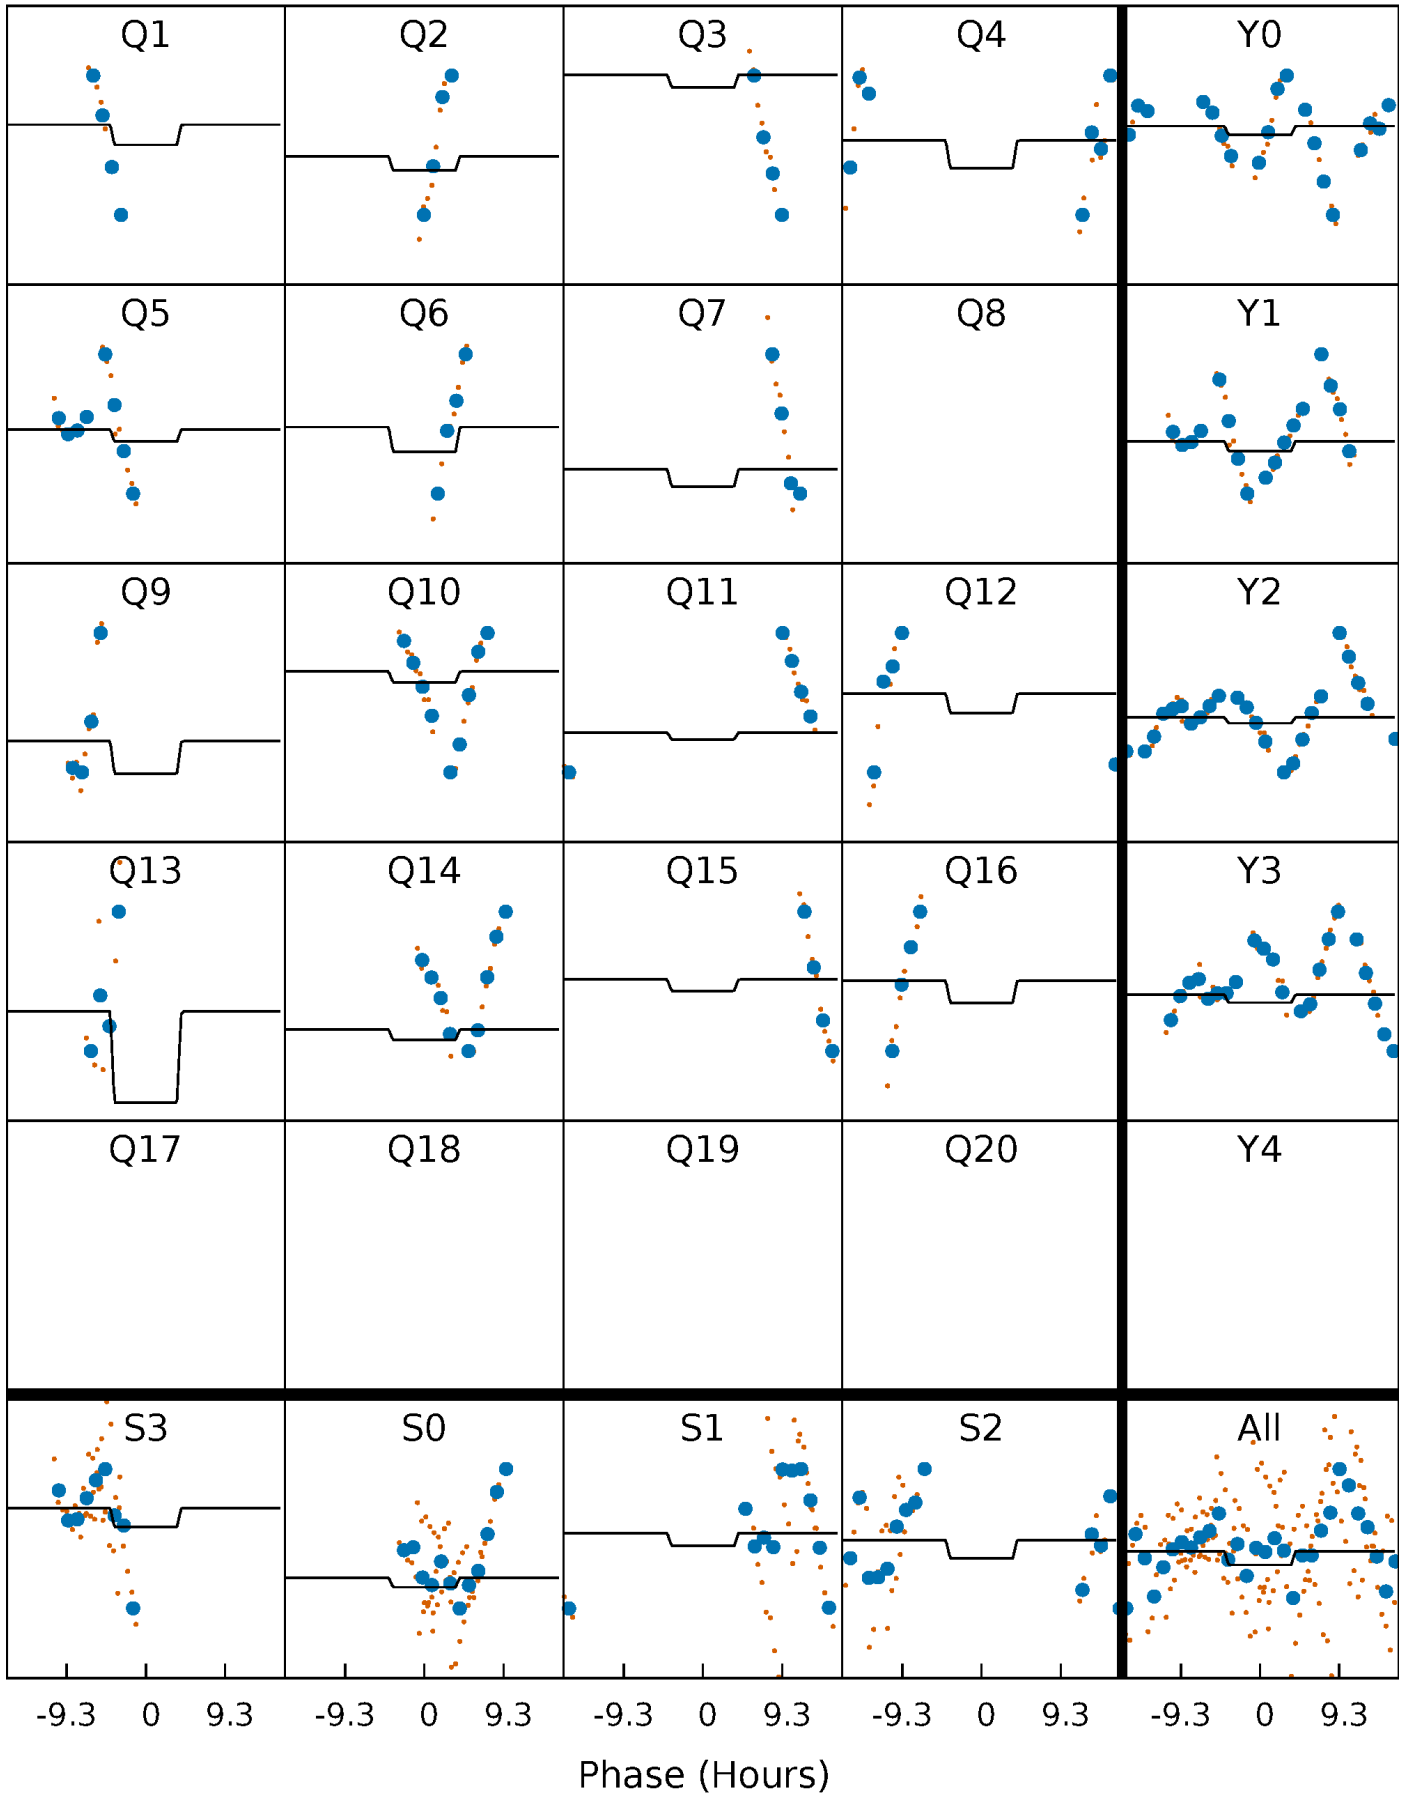 Q1 Q2 Q3 Q4 Y0
Q5 Q6 Q7 Q8 Y1
Q9 Q10 Q11 Q12 Y2
Q13 Q14 Q15 Q16 Y3
Q17 Q18 Q19 Q20 Y4
S3 S0 S1 S2 All
-9.3 0 9.3 -9.3 0 9.3 -9.3 0 9.3 -9.3 0 9.3 -9.3 0 9.3
Phase (Hours)